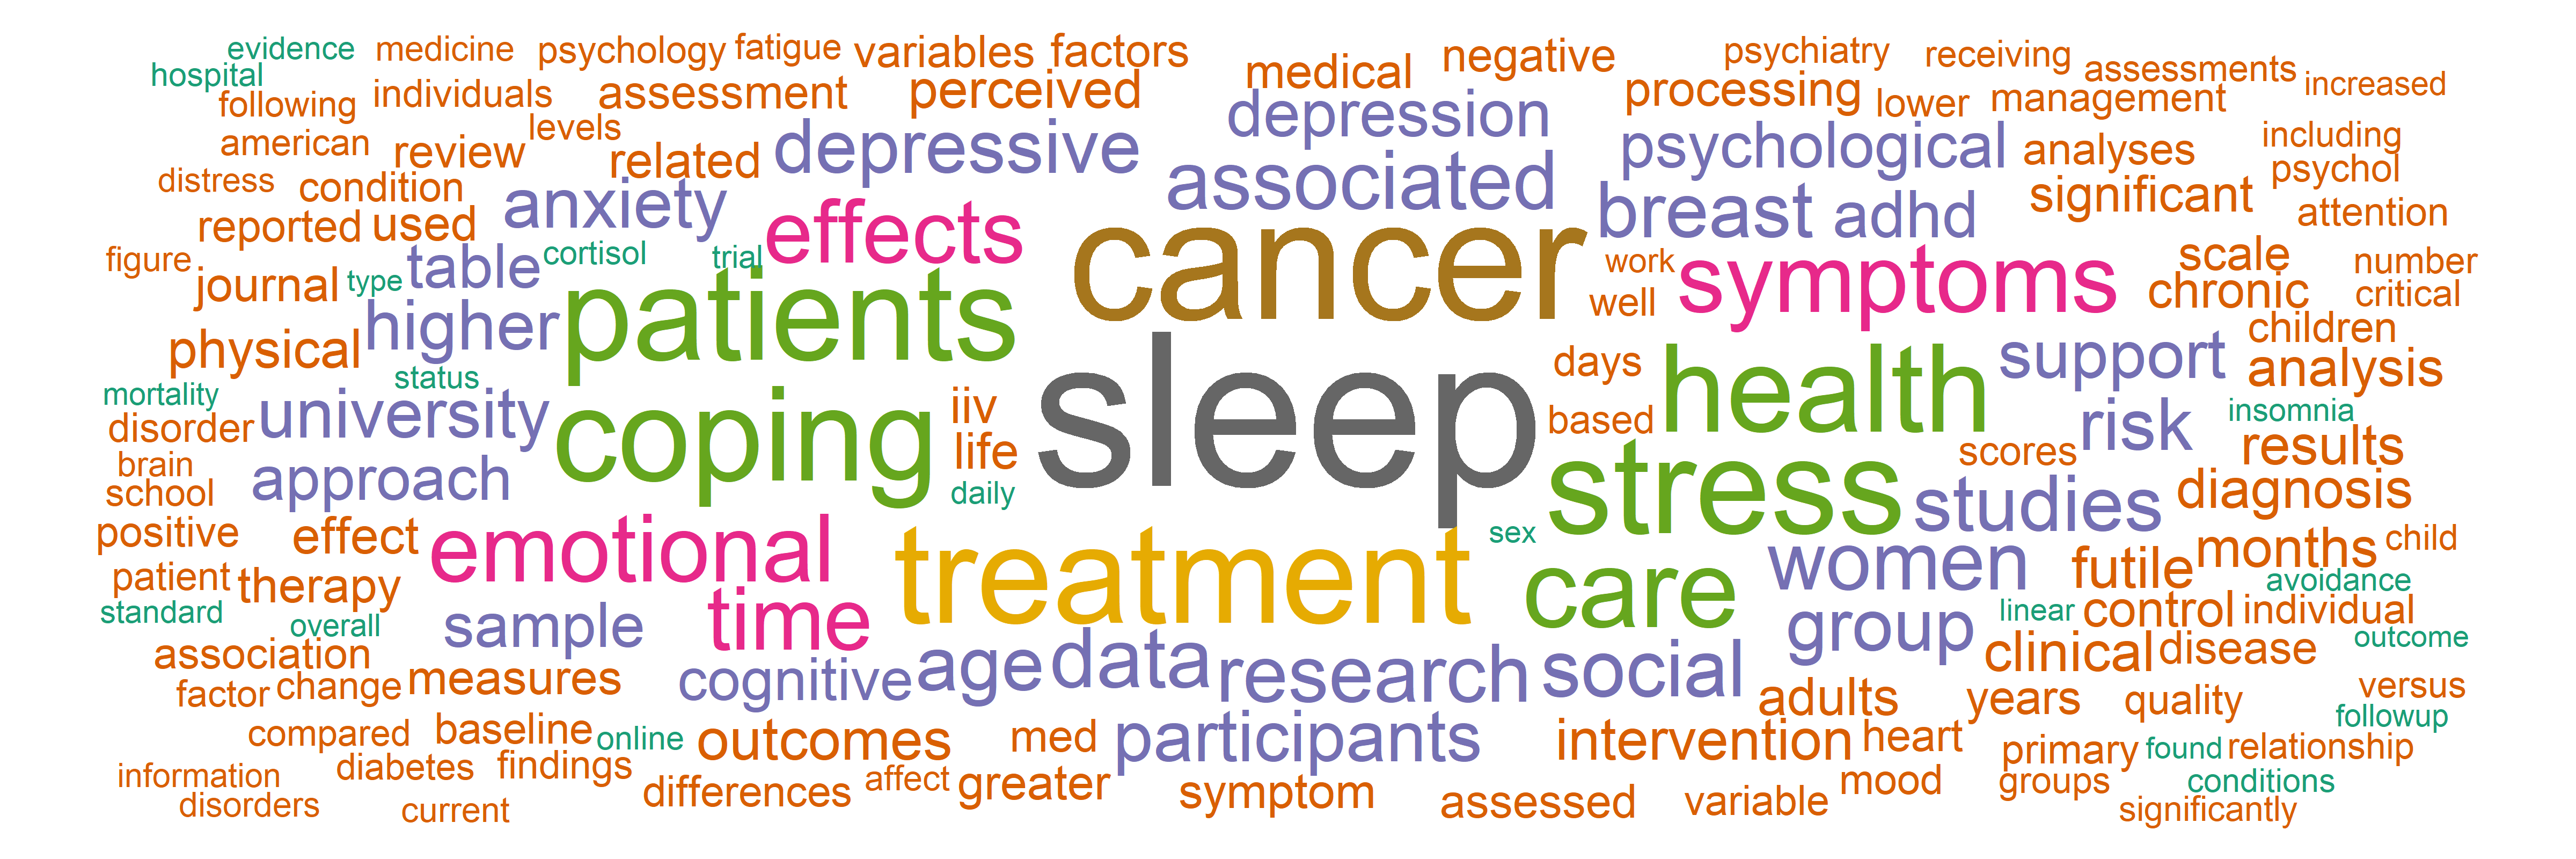 evidence medicine psychology fatigue variables factors negative psychiatry receiving
hospital medical assessments increased
following individuals assessment perceived processing lower management
american levels depressive depression psychological analyses including
review related associated psychol
distress condition anxiety breast adhd significant attention
reported used effects cancer
figure table cortisol trial work symptoms scale number
journal type patients well chronic critical
physical higher children
status sleep days health support analysis
mortality university coping iiv based risk insomnia
disorder life scores results
brain approach daily stress studies diagnosis
school
positive effect emotional treatment sex women futile months child
patient therapy care avoidance
standard overall sample time group linear control individual
association cognitive age data research social clinical disease outcome
factor change measures adults years quality versus
compared baseline online outcomes med participants intervention heart primary found relationship followup
information diabetes findings differences affect greater symptom mood groups conditions
disorders current assessed variable significantly